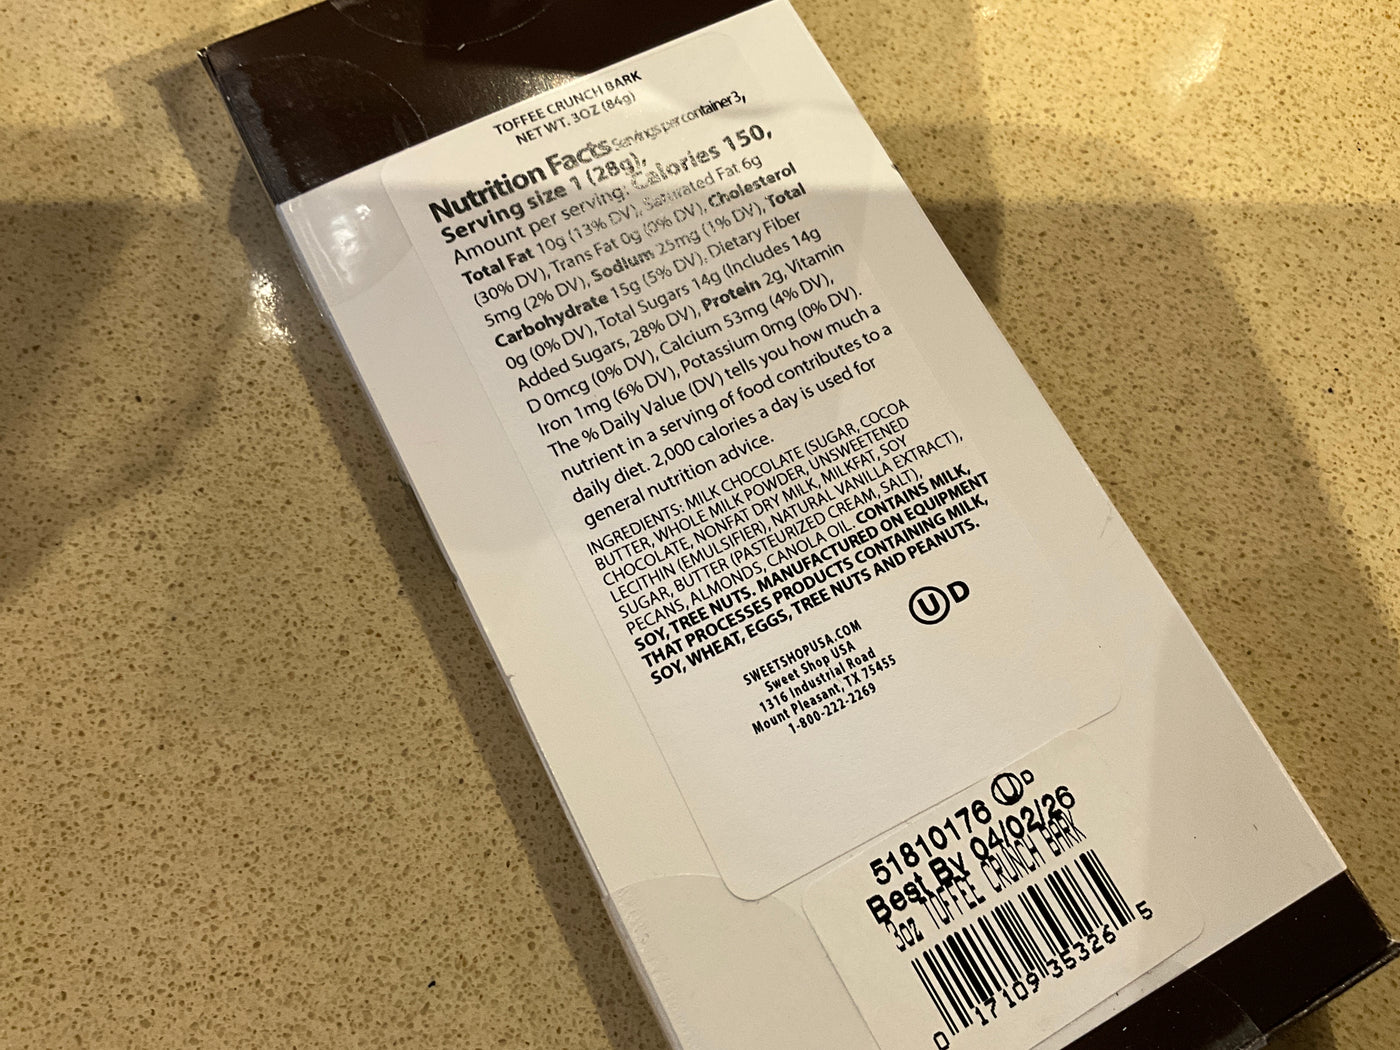 TOFFEE CRUNCH BARK
NET WT. 3OZ (84g)
Nutrition Facts Servings per container 3,
Serving size 1 (28g),
Amount per serving: Calories 150,
Total Fat 10g (13% DV), Saturated Fat 6g
(30% DV), Trans Fat 0g (0% DV), Cholesterol
5mg (2% DV), Sodium 25mg (1% DV), Total
Carbohydrate 15g (5% DV), Dietary Fiber
0g (0% DV), Total Sugars 14g (Includes 14g
Added Sugars, 28% DV), Protein 2g, Vitamin
D 0mcg (0% DV), Calcium 53mg (4% DV),
Iron 1mg (6% DV), Potassium 0mg (0% DV).
The % Daily Value (DV) tells you how much a
nutrient in a serving of food contributes to a
daily diet. 2,000 calories a day is used for
general nutrition advice.
INGREDIENTS: MILK CHOCOLATE (SUGAR, COCOA
BUTTER, WHOLE MILK POWDER, UNSWEETENED
CHOCOLATE, NONFAT DRY MILK, MILKFAT, SOY
LECITHIN (EMULSIFIER), NATURAL VANILLA EXTRACT),
SUGAR, BUTTER (PASTEURIZED CREAM, SALT),
PECANS, ALMONDS, CANOLA OIL. CONTAINS MILK,
SOY, TREE NUTS. MANUFACTURED ON EQUIPMENT
THAT PROCESSES PRODUCTS CONTAINING MILK,
SOY, WHEAT, EGGS, TREE NUTS AND PEANUTS.
U D
SWEETSHOPUSA.COM
Sweet Shop USA
1316 Industrial Road
Mount Pleasant, TX 75455
1-800-222-2269
51810176 U D
Best By 04/02/26
3oz TOFFEE CRUNCH BARK
0 17109 35326 5